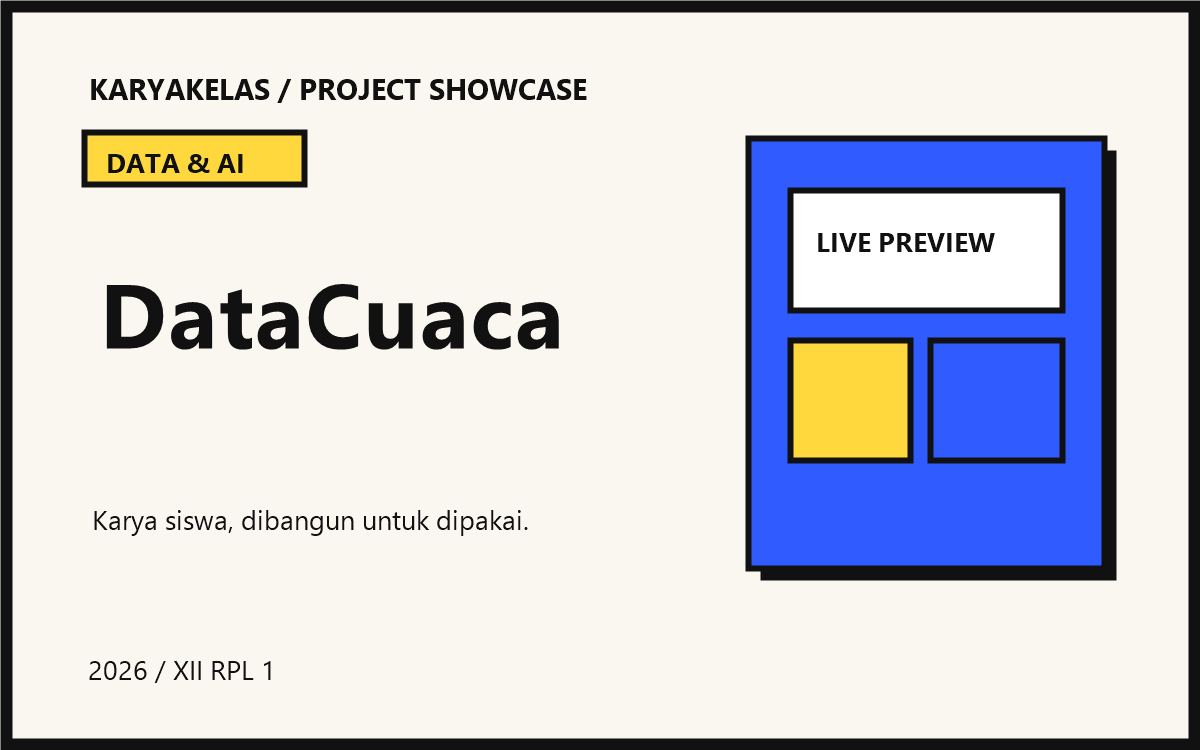 KARYAKELAS / PROJECT SHOWCASE
DATA & AI
DataCuaca
LIVE PREVIEW
Karya siswa, dibangun untuk dipakai.
2026 / XII RPL 1